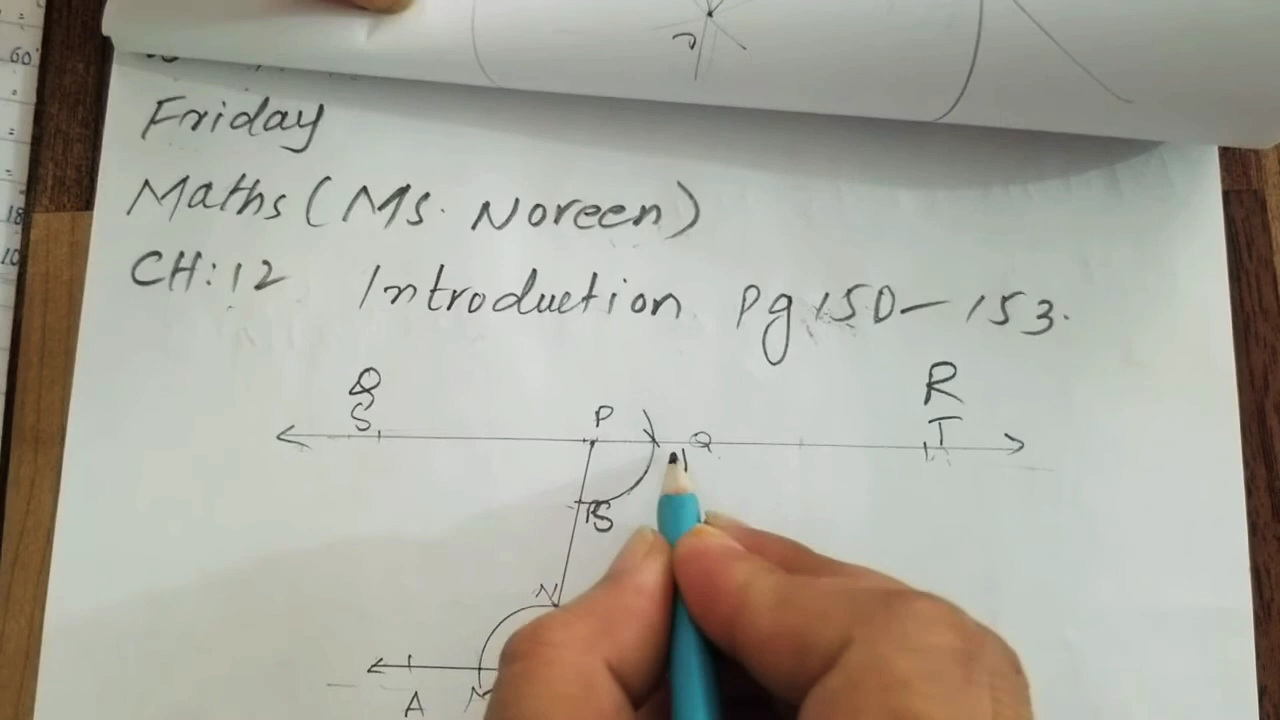 Friday
Maths (Ms. Noreen)
CH:12 Introduction Pg 150-153.
R
S P Q T
N
A M